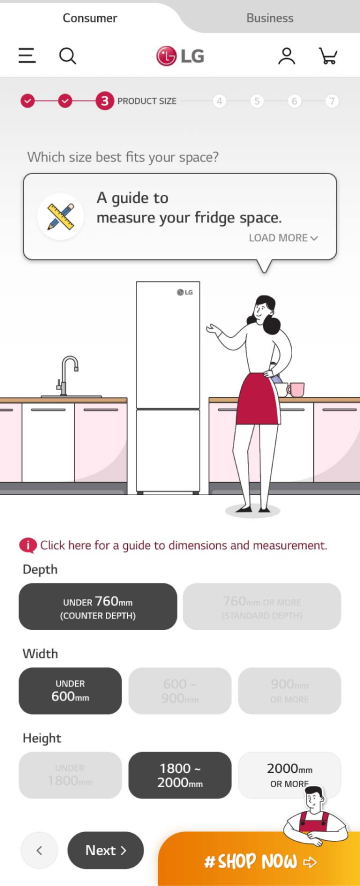 Consumer
Business
LG
3 PRODUCT SIZE 4 5 6 7
Which size best fits your space?
A guide to
measure your fridge space.
LOAD MORE
LG
Click here for a guide to dimensions and measurement.
Depth
UNDER 760mm
(COUNTER DEPTH)
760mm OR MORE
(STANDARD DEPTH)
Width
UNDER
600mm
600 ~
900mm
900mm
OR MORE
Height
UNDER
1800mm
1800 ~
2000mm
2000mm
OR MORE
Next
#SHOP NOW